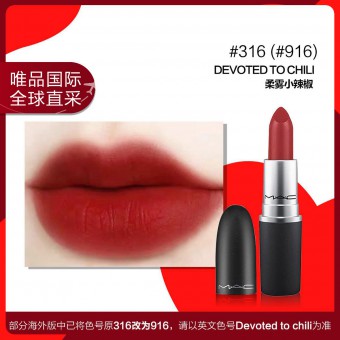 #316 (#916)
DEVOTED TO CHILI
柔雾小辣椒
唯品国际
全球直采
MAC
MAC
部分海外版中已将色号原316改为916，请以英文色号Devoted to chili为准